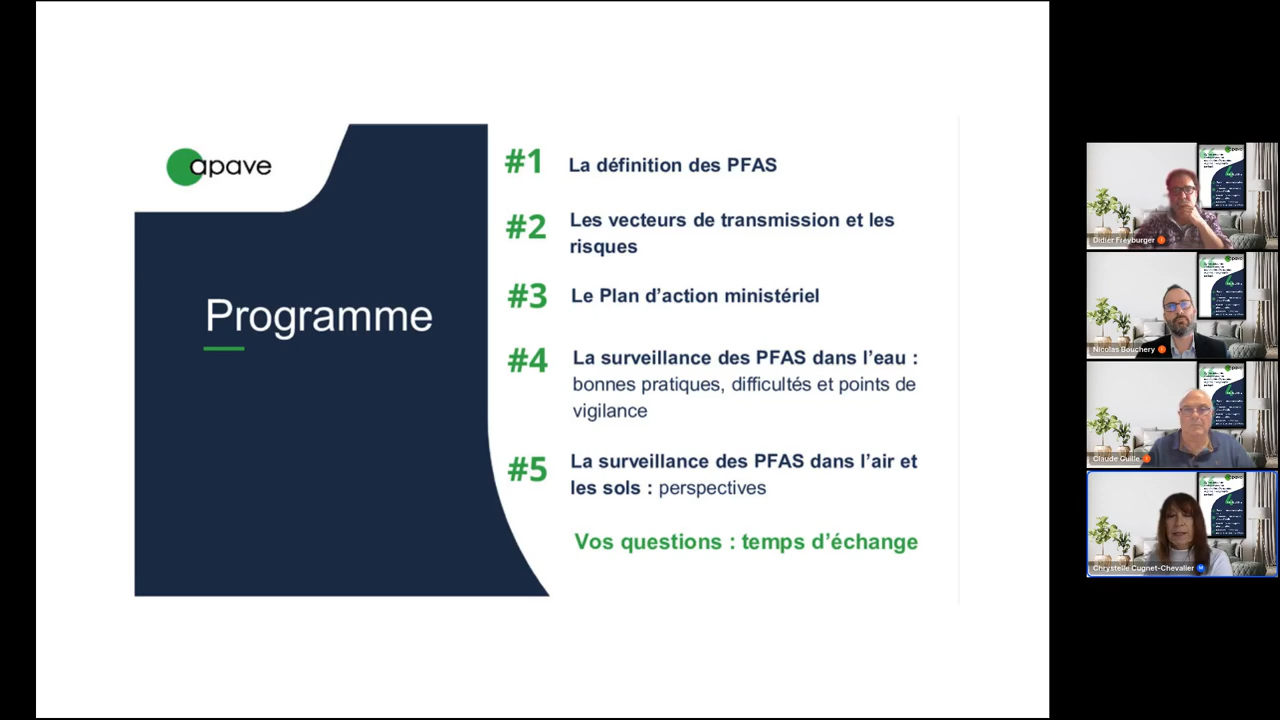 apave
Programme
#1 La définition des PFAS
#2 Les vecteurs de transmission et les
risques
#3 Le Plan d’action ministériel
#4 La surveillance des PFAS dans l’eau :
bonnes pratiques, difficultés et points de
vigilance
#5 La surveillance des PFAS dans l’air et
les sols : perspectives
Vos questions : temps d’échange
Didier Freyburger
Nicolas Bouchery
Claude Guille
Chrystelle Cugnet-Chevalier